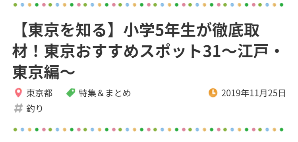 【東京を知る】小学5年生が徹底取
材！東京おすすめスポット31〜江戸・
東京編〜
東京都 特集＆まとめ 2019年11月25日
釣り